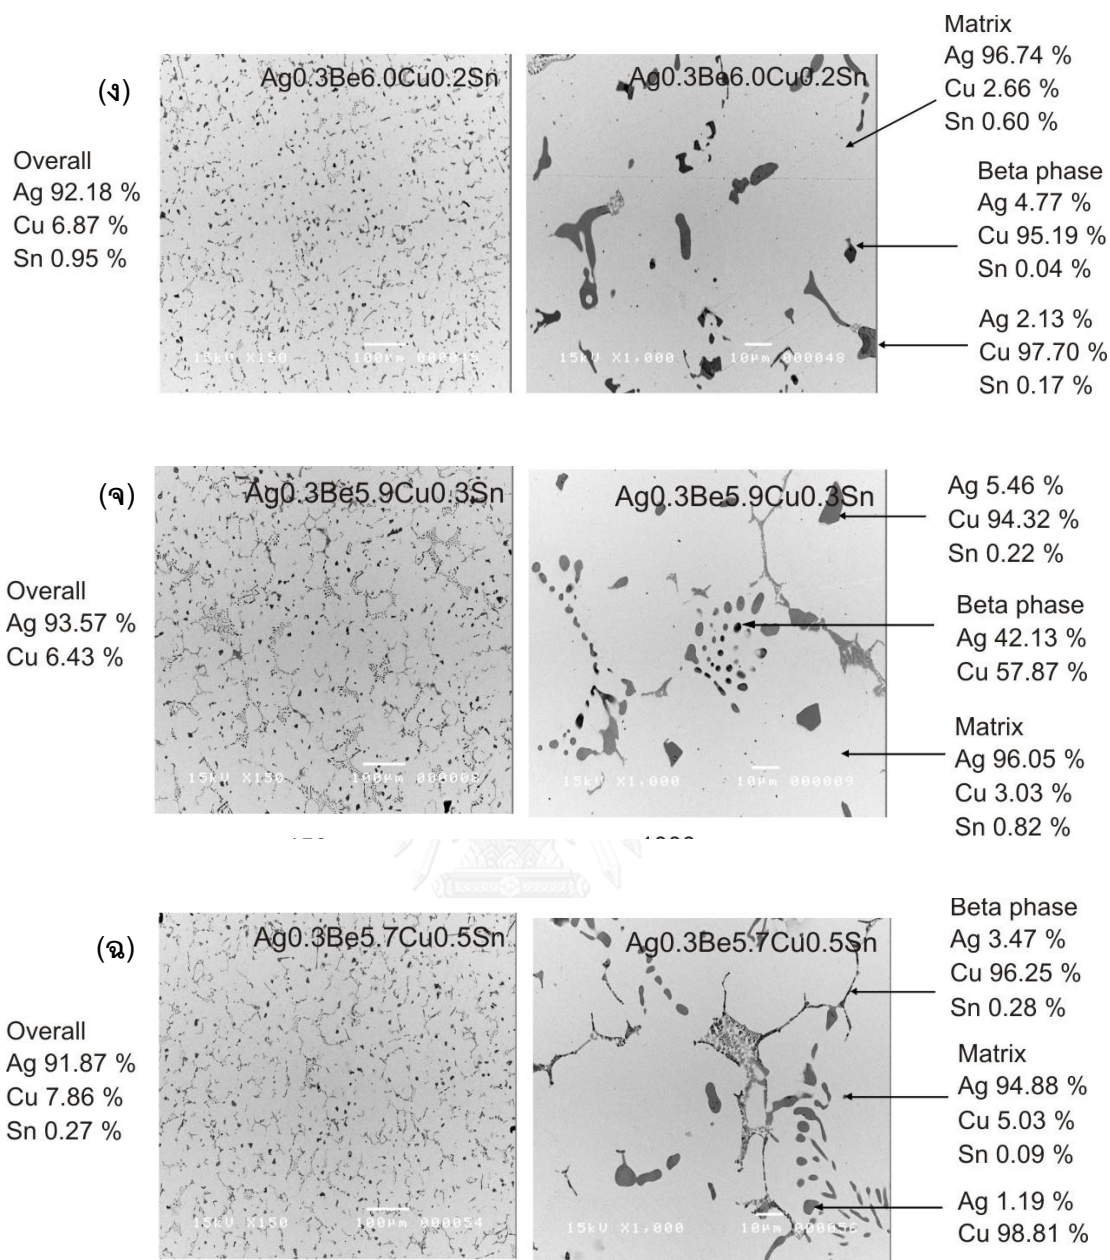 (ง)
Overall
Ag 92.18 %
Cu 6.87 %
Sn 0.95 %
Ag0.3Be6.0Cu0.2Sn
15kV X150 100μm 000045
Ag0.3Be6.0Cu0.2Sn
15kV X1,000 10μm 000048
Matrix
Ag 96.74 %
Cu 2.66 %
Sn 0.60 %
Beta phase
Ag 4.77 %
Cu 95.19 %
Sn 0.04 %
Ag 2.13 %
Cu 97.70 %
Sn 0.17 %
(จ)
Overall
Ag 93.57 %
Cu 6.43 %
Ag0.3Be5.9Cu0.3Sn
15kV X150 100μm
Ag0.3Be5.9Cu0.3Sn
15kV X1,000 10μm 000009
Ag 5.46 %
Cu 94.32 %
Sn 0.22 %
Beta phase
Ag 42.13 %
Cu 57.87 %
Matrix
Ag 96.05 %
Cu 3.03 %
Sn 0.82 %
(ฉ)
Overall
Ag 91.87 %
Cu 7.86 %
Sn 0.27 %
Ag0.3Be5.7Cu0.5Sn
15kV X150 100μm 000054
Ag0.3Be5.7Cu0.5Sn
15kV X1,000 10μm 000056
Beta phase
Ag 3.47 %
Cu 96.25 %
Sn 0.28 %
Matrix
Ag 94.88 %
Cu 5.03 %
Sn 0.09 %
Ag 1.19 %
Cu 98.81 %